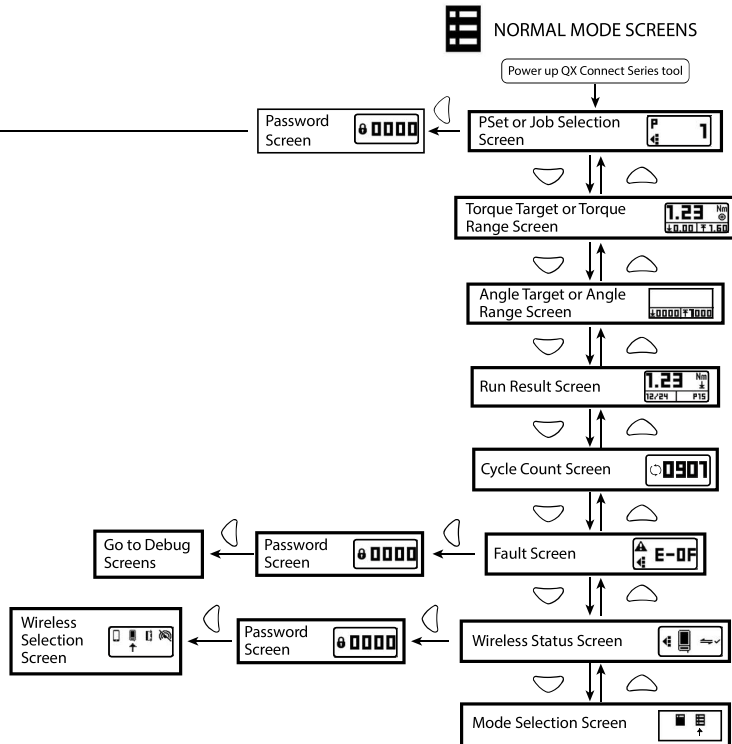 NORMAL MODE SCREENS
Power up QX Connect Series tool
Password
Screen
0000
PSet or Job Selection
Screen
P
1
Torque Target or Torque
Range Screen
1.23 Nm
0.00 1.60
Angle Target or Angle
Range Screen
0000 1000
Run Result Screen
1.23 Nm
12/24 P15
Cycle Count Screen
0907
Go to Debug
Screens
Password
Screen
0000
Fault Screen
E-0F
Wireless
Selection
Screen
Password
Screen
0000
Wireless Status Screen
Mode Selection Screen